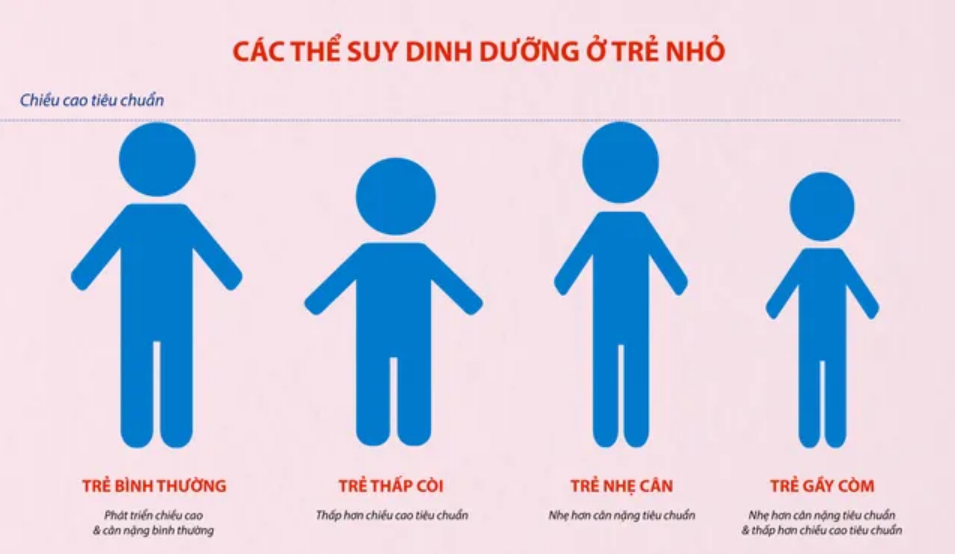 CÁC THỂ SUY DINH DƯỠNG Ở TRẺ NHỎ
Chiều cao tiêu chuẩn
TRẺ BÌNH THƯỜNG
Phát triển chiều cao
& cân nặng bình thường
TRẺ THẤP CÒI
Thấp hơn chiều cao tiêu chuẩn
TRẺ NHẸ CÂN
Nhẹ hơn cân nặng tiêu chuẩn
TRẺ GẦY CÒM
Nhẹ hơn cân nặng tiêu chuẩn
& thấp hơn chiều cao tiêu chuẩn